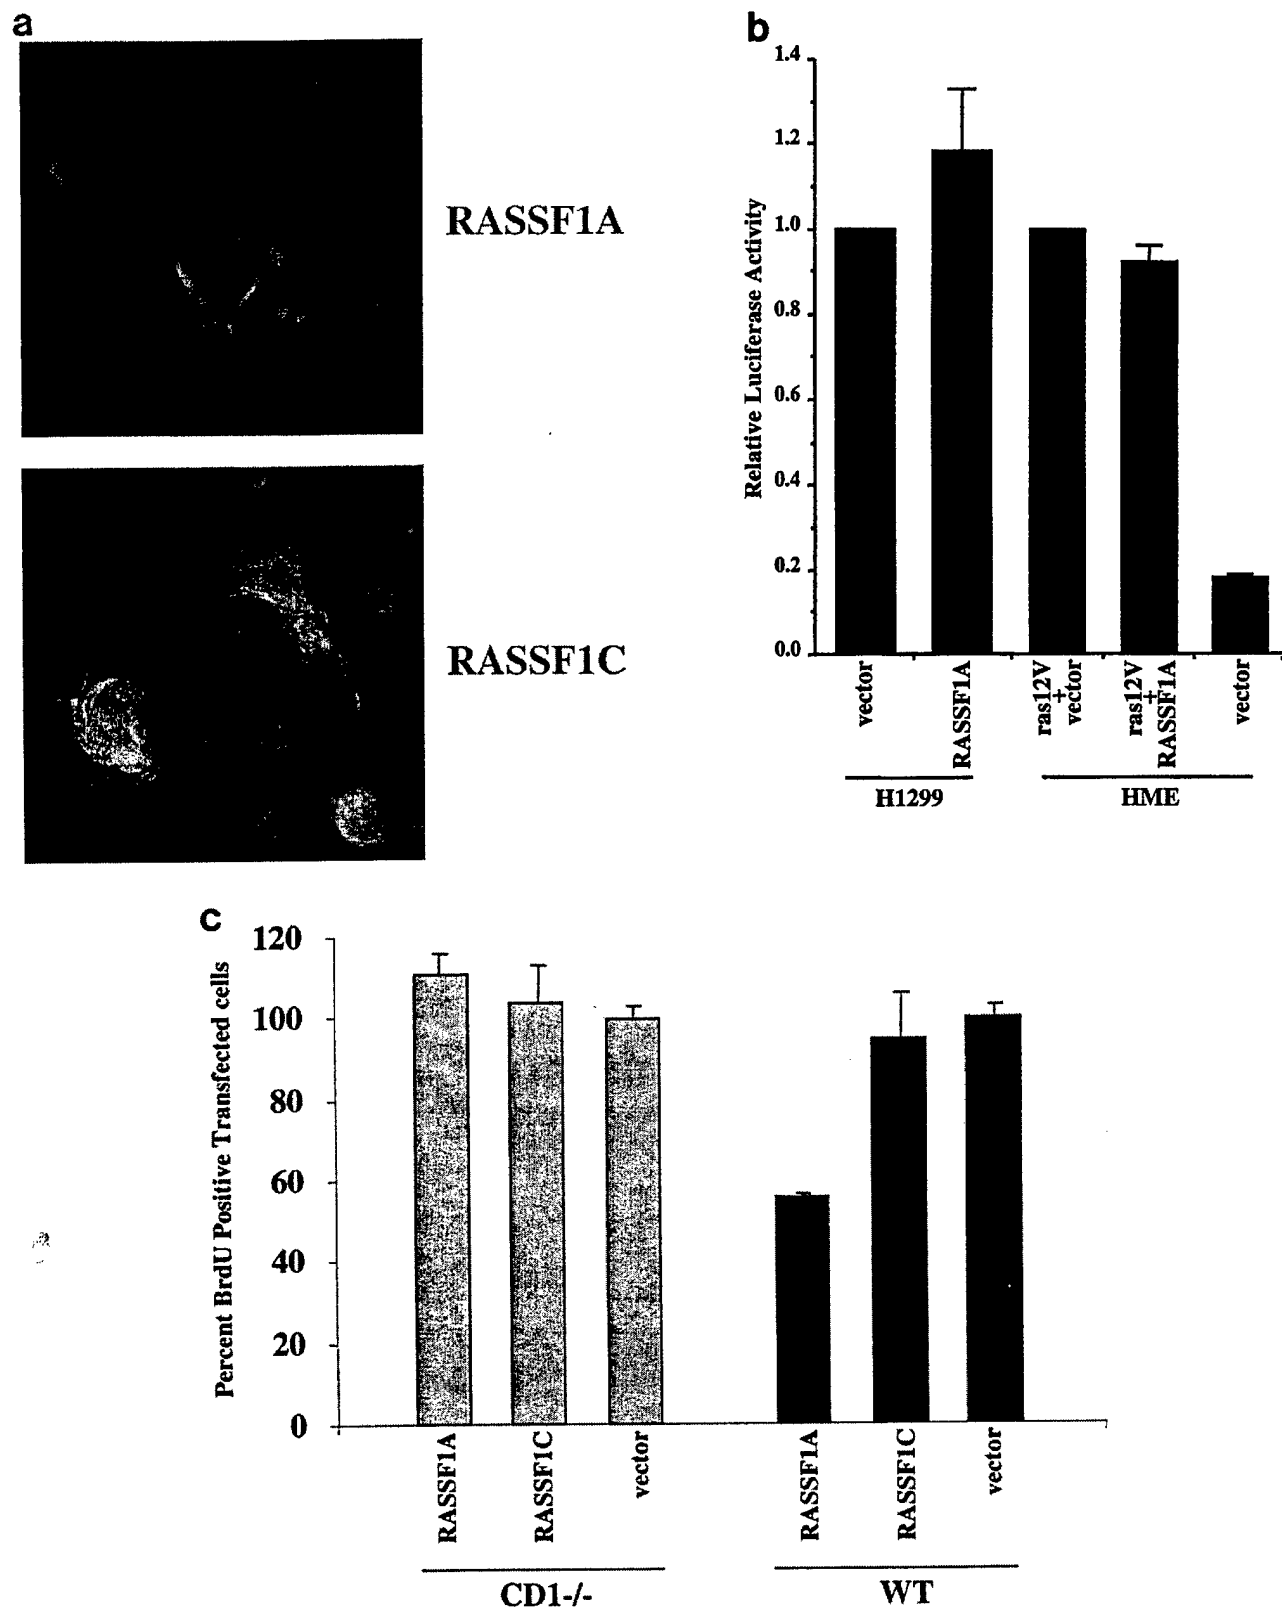 a
RASSF1A
RASSF1C
b
Relative Luciferase Activity
1.4
1.2
1.0
0.8
0.6
0.4
0.2
0.0
vector
RASSF1A
ras12V
+
vector
ras12V
+
RASSF1A
vector
H1299
HME
c
Percent BrdU Positive Transfected cells
120
100
80
60
40
20
0
RASSF1A
RASSF1C
vector
RASSF1A
RASSF1C
vector
CD1-/-
WT